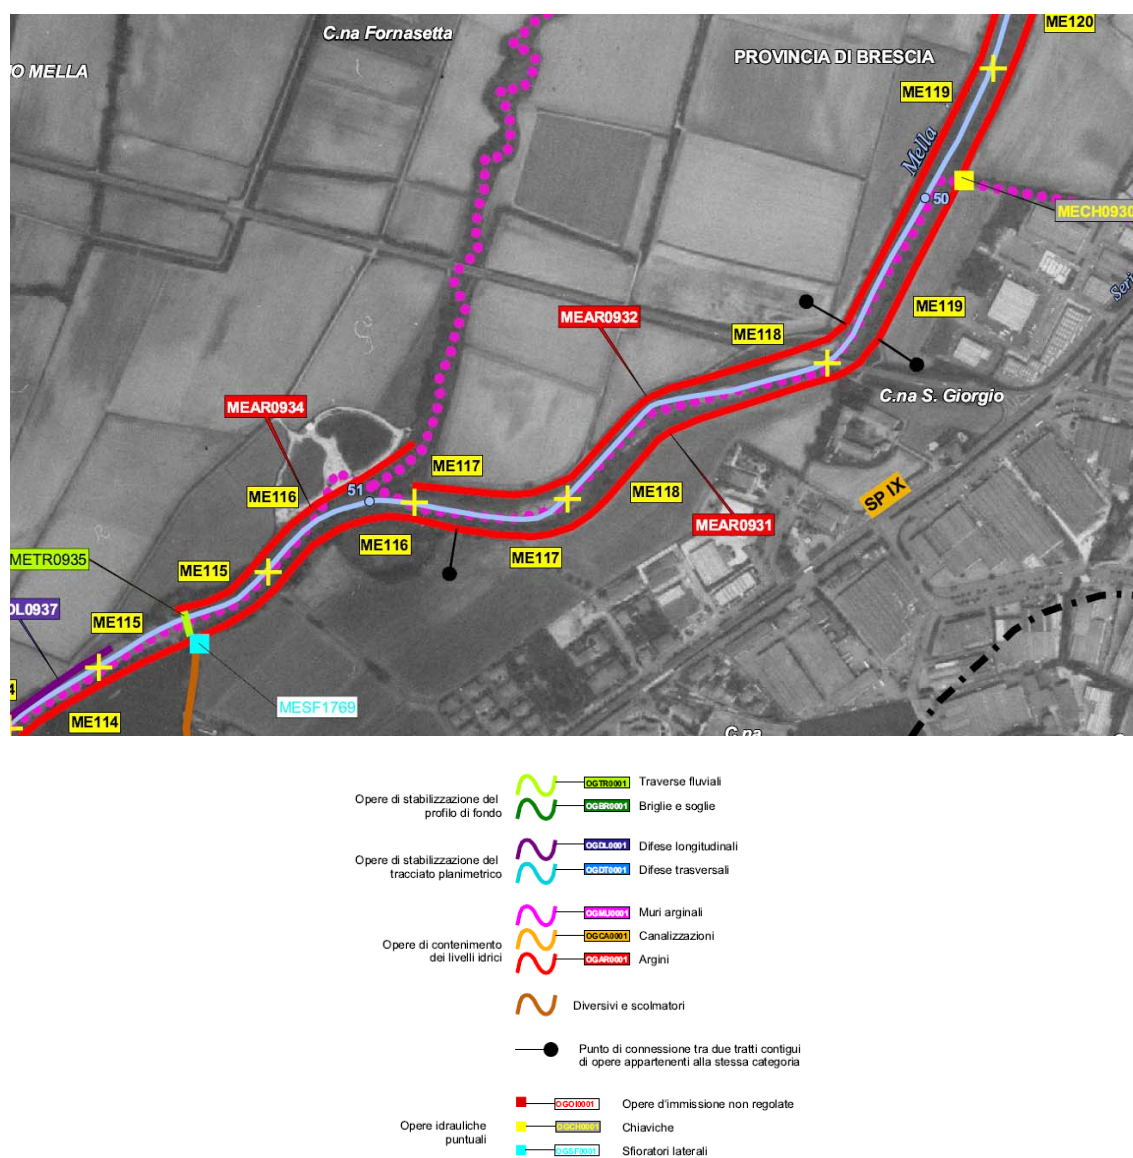 C.na Fornasetta
ME120
PROVINCIA DI BRESCIA
O MELLA
ME119
Mella
50
MECH0930
Seri
MEAR0932
ME118
ME119
C.na S. Giorgio
MEAR0934
ME117
51
ME116
ME118
SP IX
MEAR0931
ME116
ME117
METR0935
ME115
DL0937
ME115
4
MESF1769
ME114
C.na
Opere di stabilizzazione del
profilo di fondo
OGTR0001 Traverse fluviali
OGBR0001 Briglie e soglie
Opere di stabilizzazione del
tracciato planimetrico
OGDL0001 Difese longitudinali
OGDT0001 Difese trasversali
Opere di contenimento
dei livelli idrici
OGMU0001 Muri arginali
OGCA0001 Canalizzazioni
OGAR0001 Argini
Diversivi e scolmatori
Punto di connessione tra due tratti contigui
di opere appartenenti alla stessa categoria
Opere idrauliche
puntuali
OGOI0001 Opere d'immissione non regolate
OGCH0001 Chiaviche
OGSF0001 Sfioratori laterali